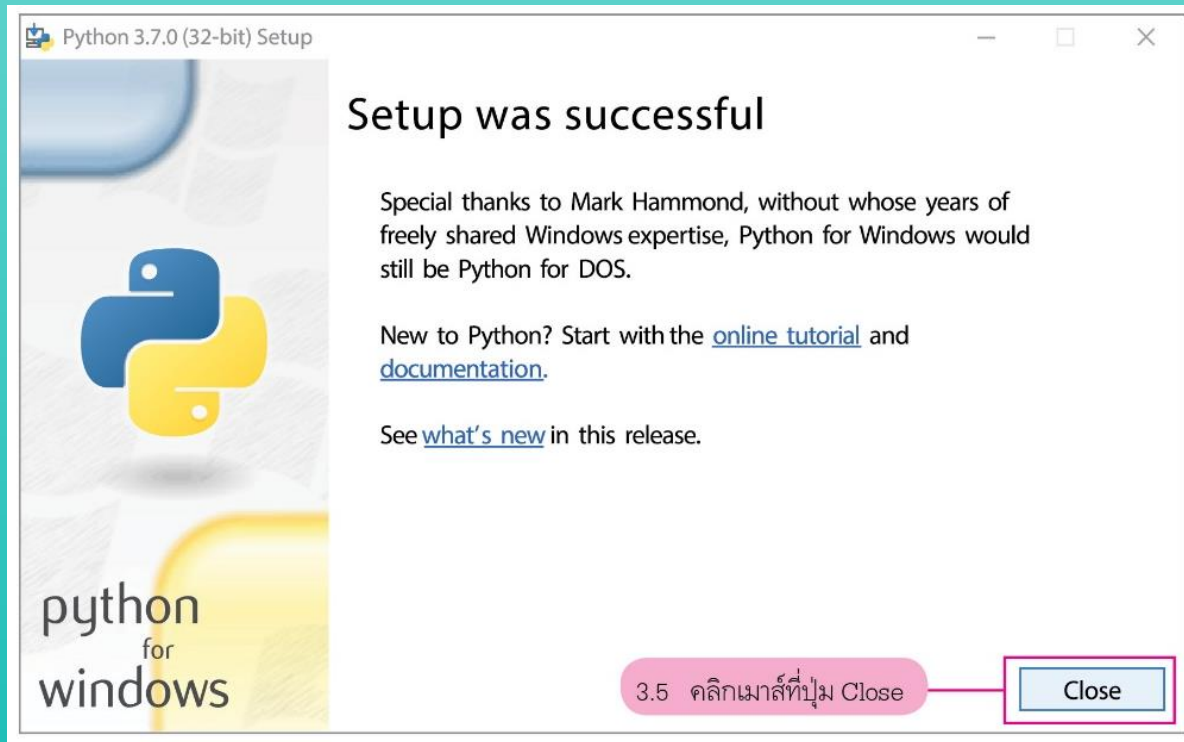 Python 3.7.0 (32-bit) Setup
Setup was successful
Special thanks to Mark Hammond, without whose years of
freely shared Windows expertise, Python for Windows would
still be Python for DOS.
New to Python? Start with the online tutorial and
documentation.
See what's new in this release.
python
for
windows
3.5 คลิกเมาส์ที่ปุ่ม Close
Close